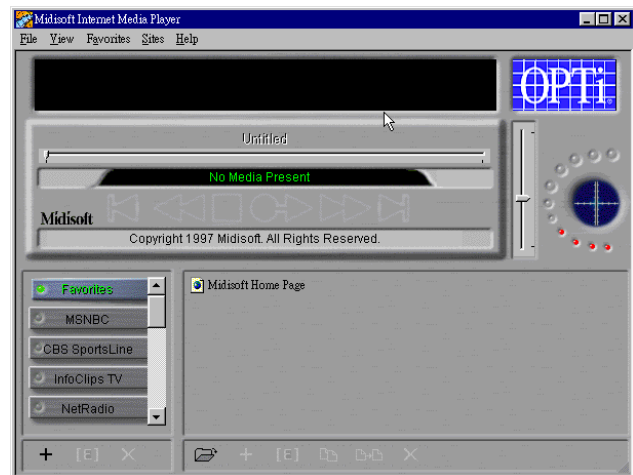 Midisoft Internet Media Player
File View Favorites Sites Help
OPTi
Untitled
No Media Present
Midisoft
Copyright 1997 Midisoft. All Rights Reserved.
Favorites
Midisoft Home Page
MSNBC
CBS SportsLine
InfoClips TV
NetRadio
[E]
[E]